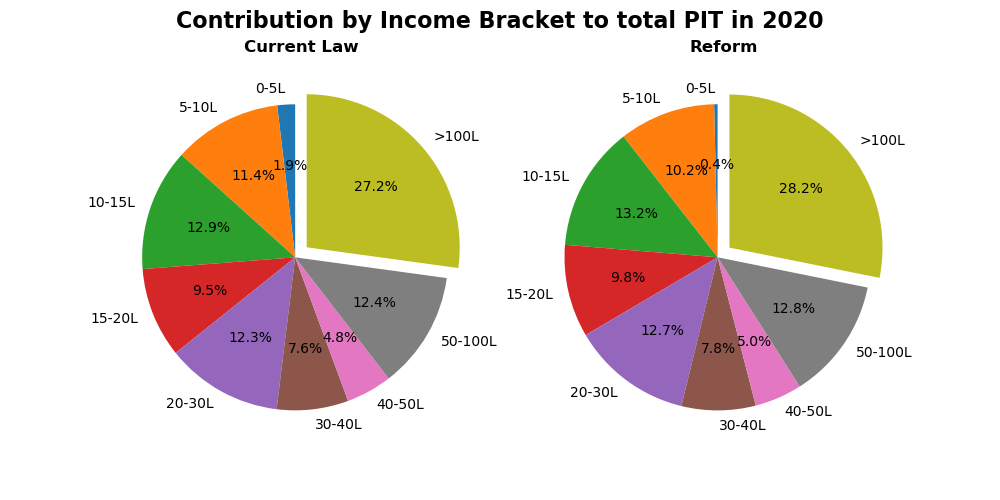 Contribution by Income Bracket to total PIT in 2020
Current Law
0-5L
5-10L
10-15L
15-20L
20-30L
30-40L
40-50L
50-100L
>100L
1.9%
11.4%
12.9%
9.5%
12.3%
7.6%
4.8%
12.4%
27.2%
Reform
0-5L
5-10L
10-15L
15-20L
20-30L
30-40L
40-50L
50-100L
>100L
0.4%
10.2%
13.2%
9.8%
12.7%
7.8%
5.0%
12.8%
28.2%